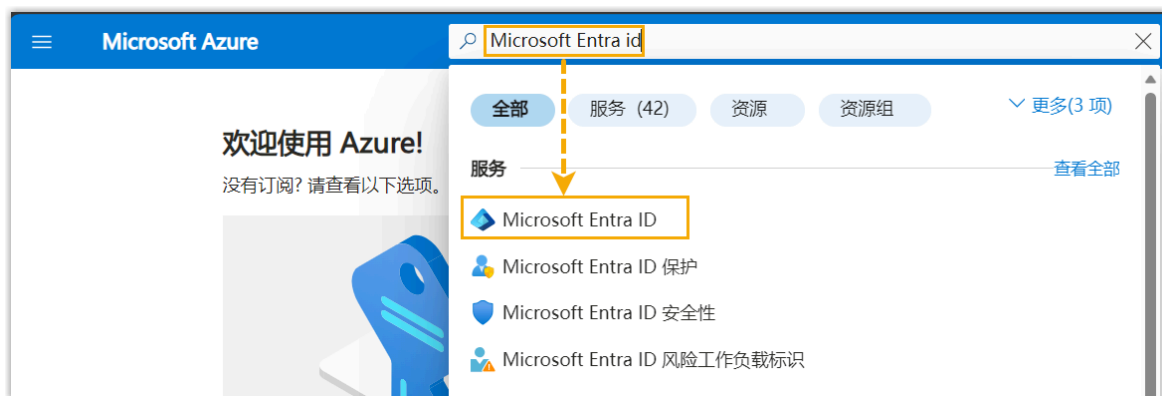 Microsoft Azure
Microsoft Entra id
全部 服务 (42) 资源 资源组 更多(3 项)
欢迎使用 Azure!
没有订阅? 请查看以下选项。
服务 查看全部
Microsoft Entra ID
Microsoft Entra ID 保护
Microsoft Entra ID 安全性
Microsoft Entra ID 风险工作负载标识